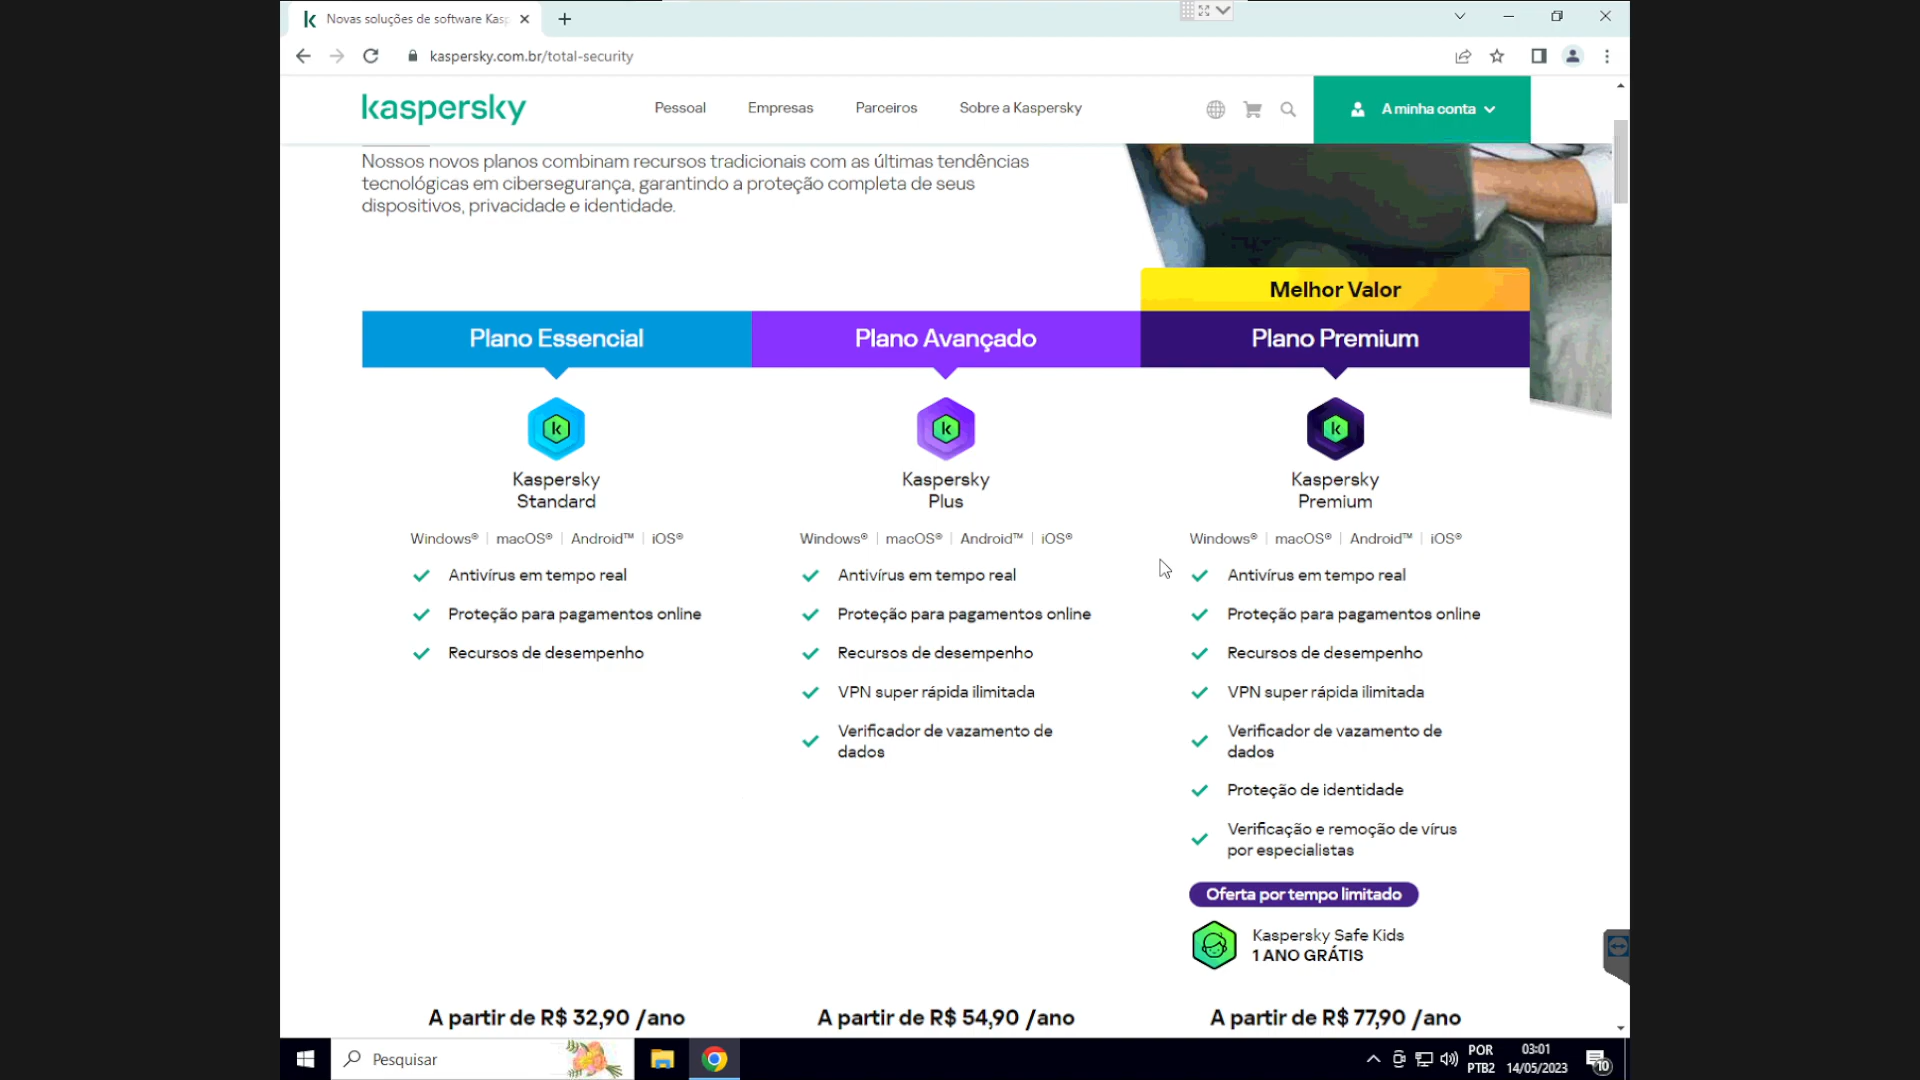 Novas soluções de software Kasp
kaspersky.com.br/total-security
kaspersky
Pessoal
Empresas
Parceiros
Sobre a Kaspersky
A minha conta
Nossos novos planos combinam recursos tradicionais com as últimas tendências
tecnológicas em cibersegurança, garantindo a proteção completa de seus
dispositivos, privacidade e identidade.
Melhor Valor
Plano Essencial
Plano Avançado
Plano Premium
Kaspersky
Standard
Windows® | macOS® | Android™ | iOS®
Antivírus em tempo real
Proteção para pagamentos online
Recursos de desempenho
A partir de R$ 32,90 /ano
Kaspersky
Plus
Windows® | macOS® | Android™ | iOS®
Antivírus em tempo real
Proteção para pagamentos online
Recursos de desempenho
VPN super rápida ilimitada
Verificador de vazamento de
dados
A partir de R$ 54,90 /ano
Kaspersky
Premium
Windows® | macOS® | Android™ | iOS®
Antivírus em tempo real
Proteção para pagamentos online
Recursos de desempenho
VPN super rápida ilimitada
Verificador de vazamento de
dados
Proteção de identidade
Verificação e remoção de vírus
por especialistas
Oferta por tempo limitado
Kaspersky Safe Kids
1 ANO GRÁTIS
A partir de R$ 77,90 /ano
Pesquisar
POR
PTB2
03:01
14/05/2023
10